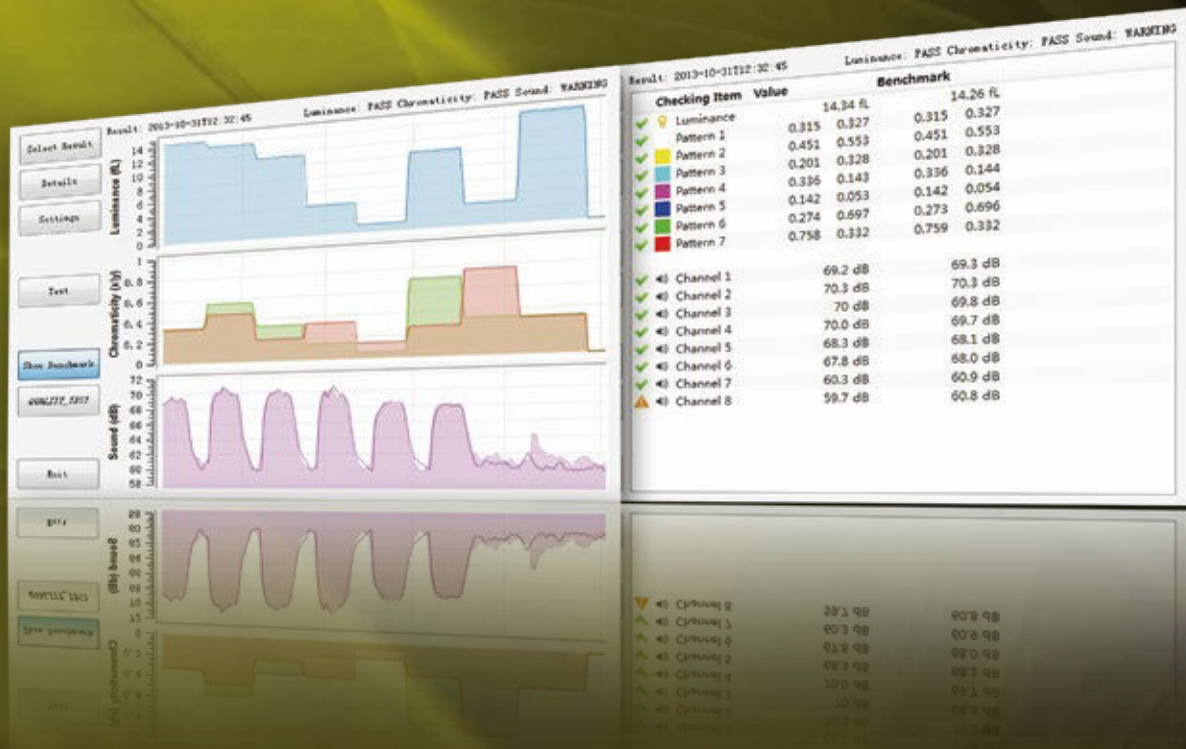 Result: 2013-10-31T12:32:45 Luminance: PASS Chromaticity: PASS Sound: WARNING
Select Result
Details
Settings
Test
Show Benchmark
QUALITY_TEST
Exit
Luminance (fL)
14
12
10
8
6
4
2
0
Chromaticity (x/y)
1
0.8
0.6
0.4
0.2
0
Sound (dB)
72
70
68
66
64
62
60
58
Result: 2013-10-31T12:32:45 Luminance: PASS Chromaticity: PASS Sound: WARNING
Checking Item Value Benchmark
Luminance 14.34 fL 14.26 fL
Pattern 1 0.315 0.327 0.315 0.327
Pattern 2 0.451 0.553 0.451 0.553
Pattern 3 0.201 0.328 0.201 0.328
Pattern 4 0.336 0.143 0.336 0.144
Pattern 5 0.142 0.053 0.142 0.054
Pattern 6 0.274 0.697 0.273 0.696
Pattern 7 0.758 0.332 0.759 0.332
Channel 1 69.2 dB 69.3 dB
Channel 2 70.3 dB 70.3 dB
Channel 3 70 dB 69.8 dB
Channel 4 70.0 dB 69.7 dB
Channel 5 68.3 dB 68.1 dB
Channel 6 67.8 dB 68.0 dB
Channel 7 60.3 dB 60.9 dB
Channel 8 59.7 dB 60.8 dB